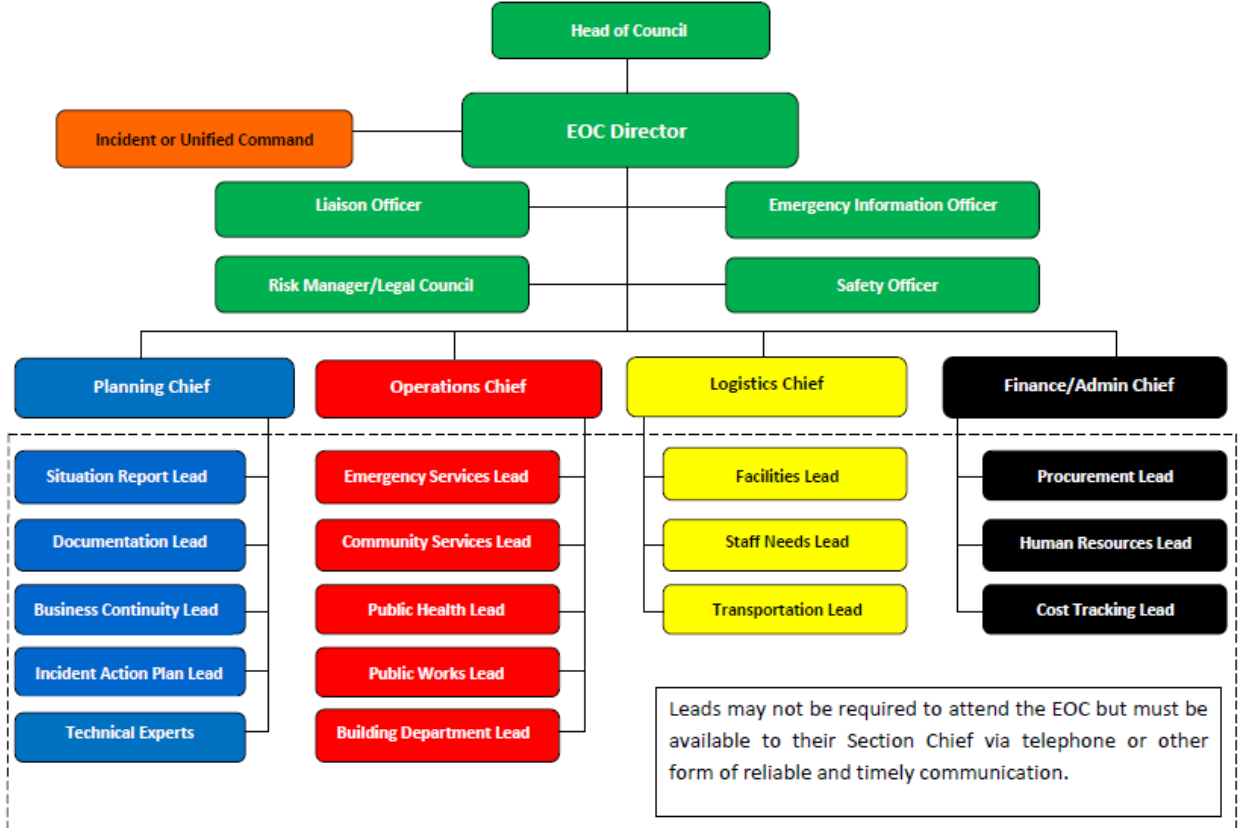 Head of Council
EOC Director
Incident or Unified Command
Liaison Officer
Emergency Information Officer
Risk Manager/Legal Council
Safety Officer
Planning Chief
Operations Chief
Logistics Chief
Finance/Admin Chief
Situation Report Lead
Emergency Services Lead
Facilities Lead
Procurement Lead
Documentation Lead
Community Services Lead
Staff Needs Lead
Human Resources Lead
Business Continuity Lead
Public Health Lead
Transportation Lead
Cost Tracking Lead
Incident Action Plan Lead
Public Works Lead
Technical Experts
Building Department Lead
Leads may not be required to attend the EOC but must be
available to their Section Chief via telephone or other
form of reliable and timely communication.